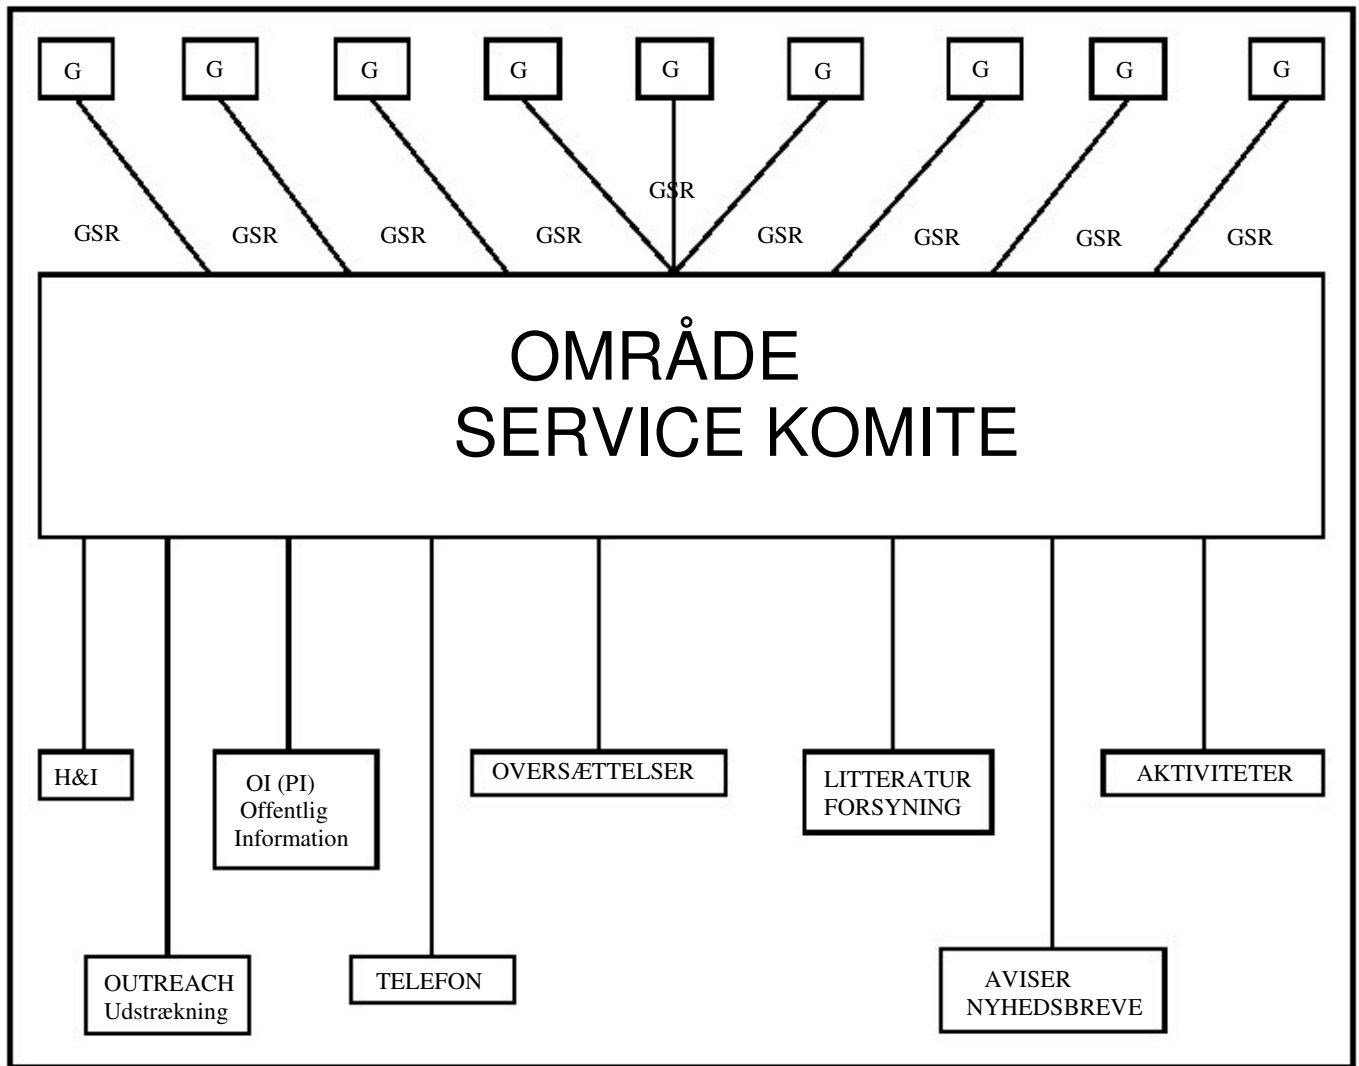 G G G G G G G G G
GSR
GSR GSR GSR GSR GSR GSR GSR GSR
OMRÅDE
SERVICE KOMITE
H&I
OI (PI)
Offentlig
Information
OVERSÆTTELSER
LITTERATUR
FORSYNING
AKTIVITETER
OUTREACH
Udstrækning
TELEFON
AVISER
NYHEDSBREVE